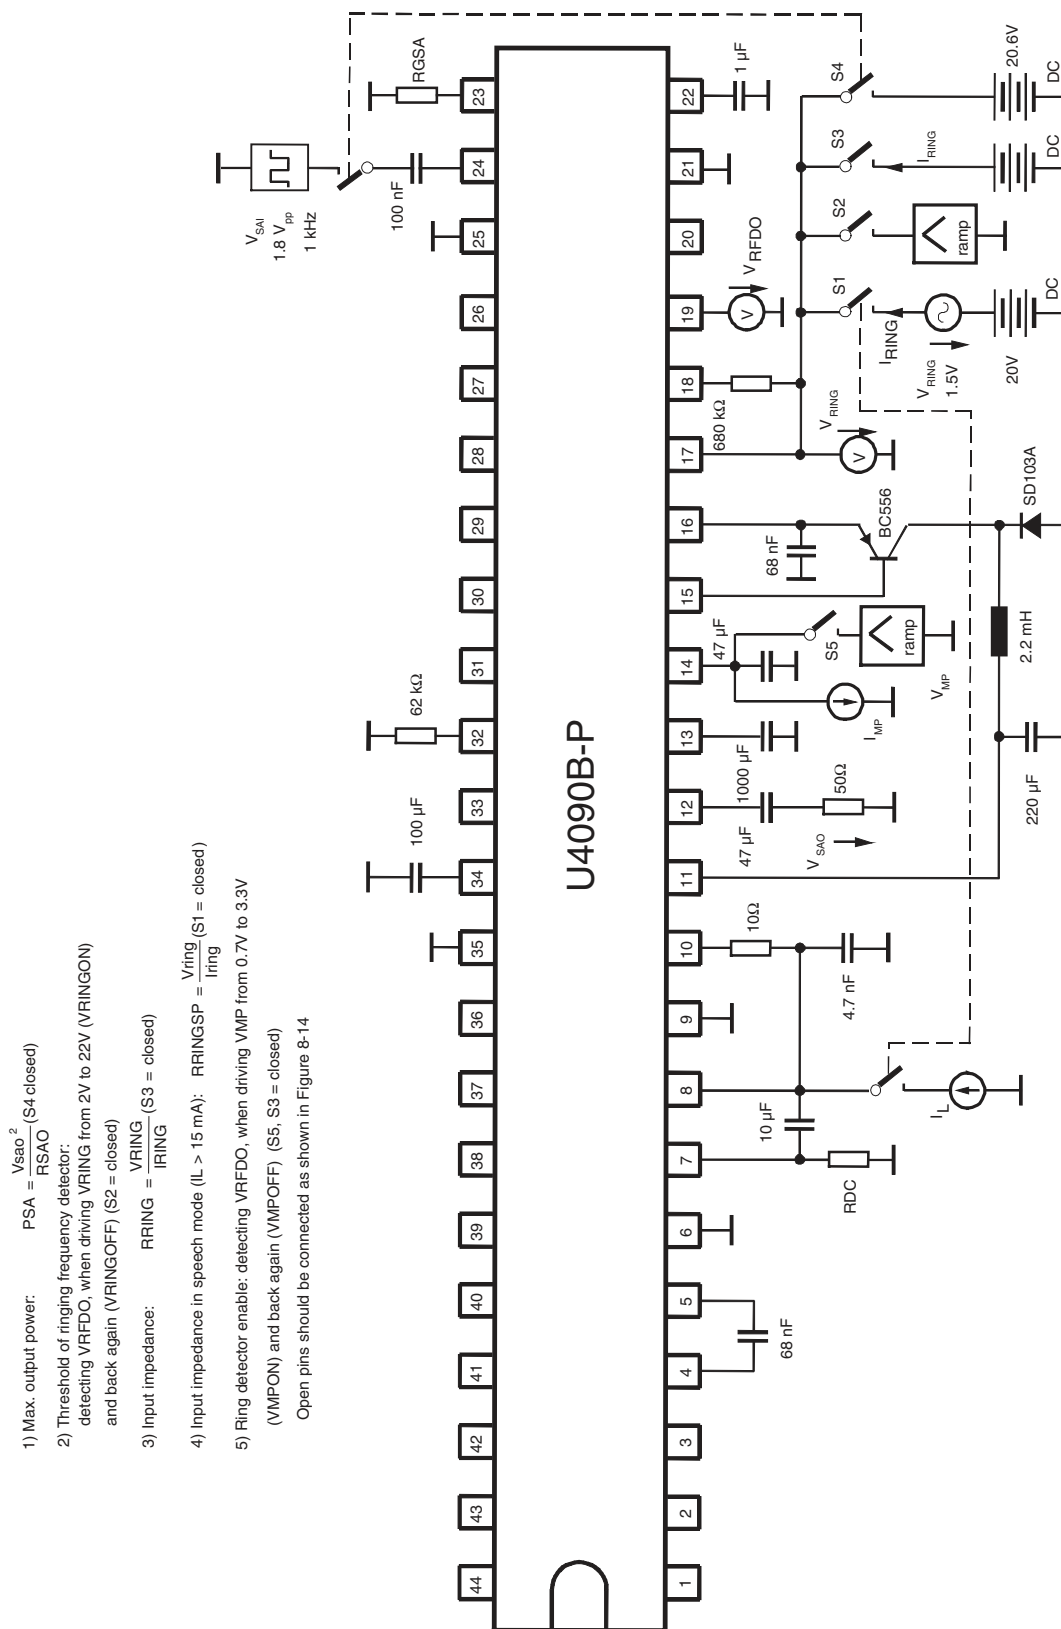 1) Max. output power: PSA = Vsao² / RSAO (S4 closed)
2) Threshold of ringing frequency detector:
detecting VRFDO, when driving VRING from 2V to 22V (VRINGON)
and back again (VRINGOFF) (S2 = closed)
3) Input impedance: RRING = VRING / IRING (S3 = closed)
4) Input impedance in speech mode (IL > 15 mA): RRINGSP = Vring / Iring (S1 = closed)
5) Ring detector enable: detecting VRFDO, when driving VMP from 0.7V to 3.3V
(VMPON) and back again (VMPOFF) (S5, S3 = closed)
Open pins should be connected as shown in Figure 8-14
VSAI
1.8 Vpp
1 kHz
100 nF
RGSA
62 kΩ
100 µF
44 43 42 41 40 39 38 37 36 35 34 33 32 31 30 29 28 27 26 25 24 23
U4090B-P
1 2 3 4 5 6 7 8 9 10 11 12 13 14 15 16 17 18 19 20 21 22
68 nF
RDC
10 µF
IL
4.7 nF
10Ω
VSAO
47 µF
50Ω
1000 µF
IMP
47 µF
S5
ramp
VMP
220 µF
2.2 mH
SD103A
68 nF
BC556
V
VRING
680 kΩ
V
VRFDO
1 µF
S1
IRING
VRING
1.5V
20V
DC
S2
ramp
S3
IRING
DC
S4
20.6V
DC